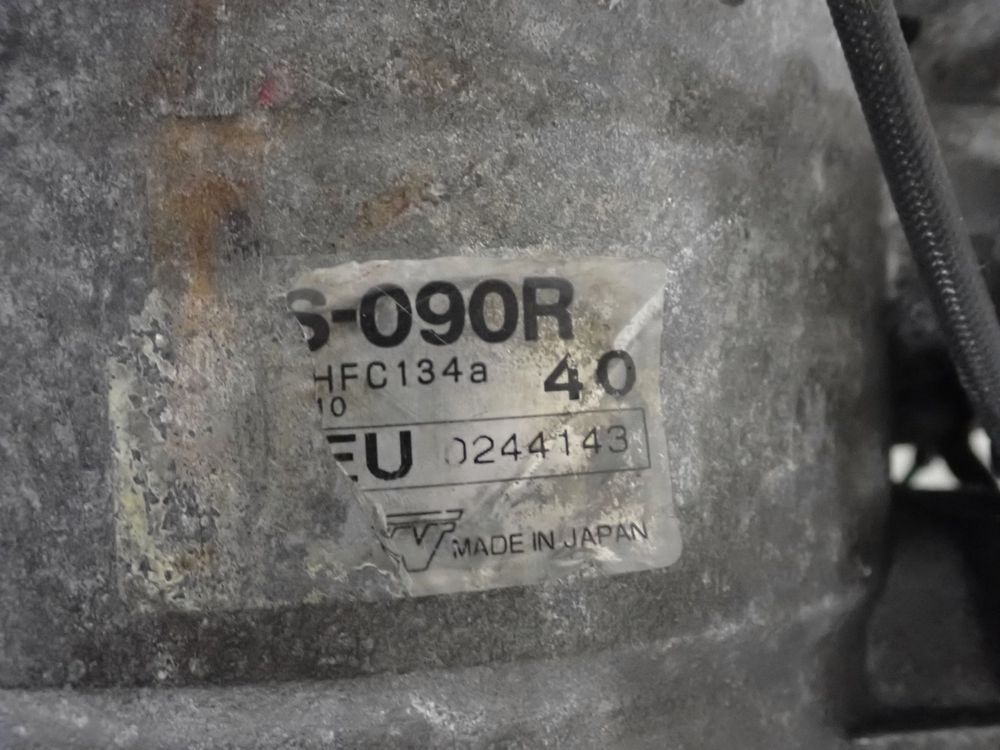 S-090R
HFC134a 40
10
EU 0244143
MADE IN JAPAN